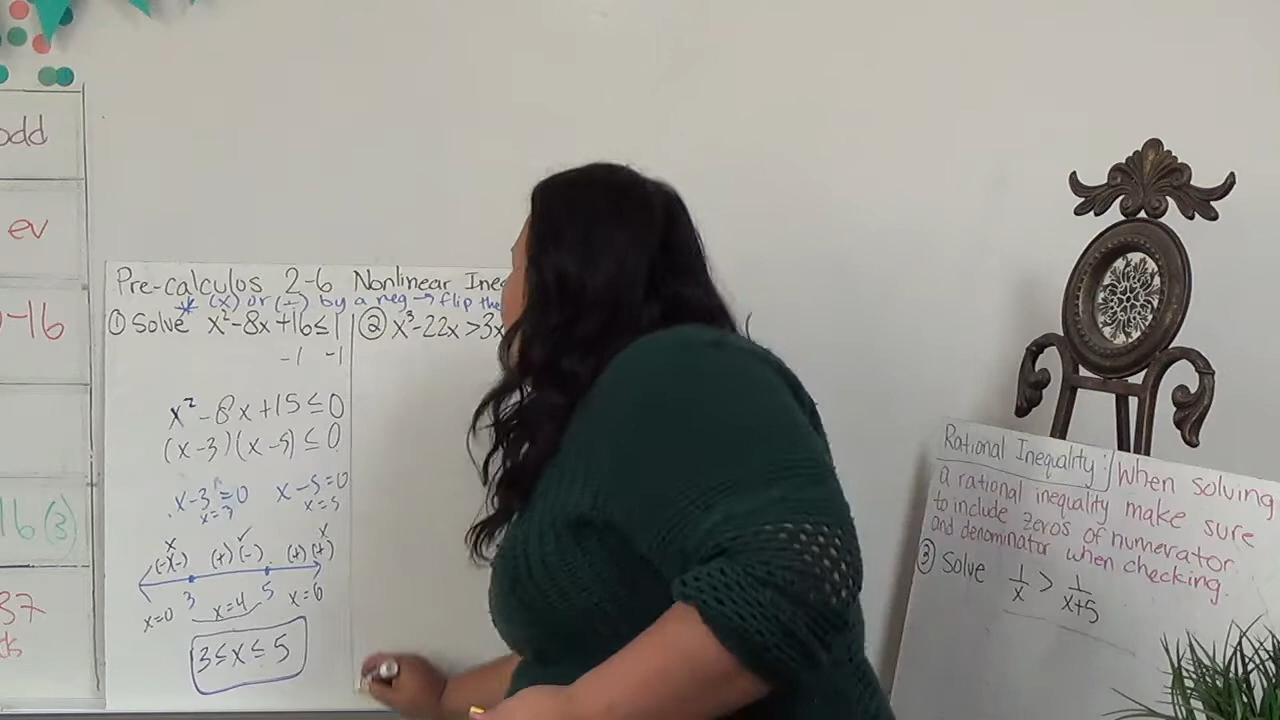 odd
ev
-16
16 (3)
37
Pre-calculos 2-6 Nonlinear Ine
* (x) or (÷) by a neg → flip the
① Solve x²-8x+16≤1
-1 -1
x²-8x+15≤0
(x-3)(x-5)≤0
x-3=0 x-5=0
x=3 x=5
x ✓ x
(-)(-) (+)(-) (+)(+)
3 5
x=0 x=4 x=6
3≤x≤5
② x³-22x>3x
Rational Inequality: When solving
a rational inequality make sure
to include zeros of numerator
and denominator when checking.
③ Solve 1/x > 1/x+5